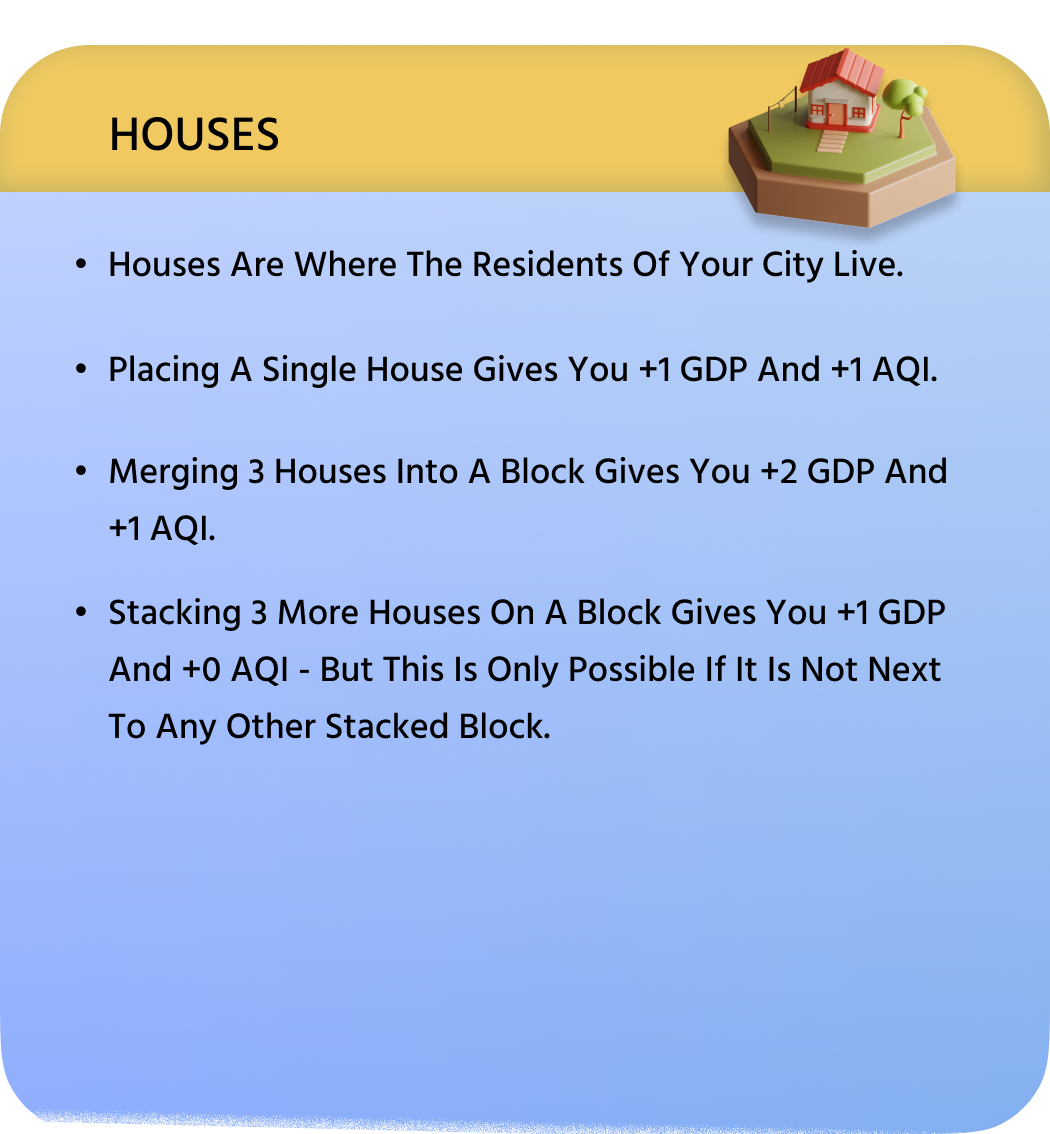 HOUSES
• Houses Are Where The Residents Of Your City Live.
• Placing A Single House Gives You +1 GDP And +1 AQI.
• Merging 3 Houses Into A Block Gives You +2 GDP And
+1 AQI.
• Stacking 3 More Houses On A Block Gives You +1 GDP
And +0 AQI - But This Is Only Possible If It Is Not Next
To Any Other Stacked Block.